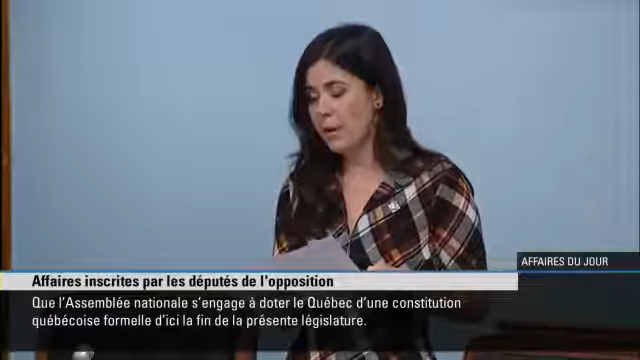 AFFAIRES DU JOUR
Affaires inscrites par les députés de l'opposition
Que l'Assemblée nationale s'engage à doter le Québec d'une constitution
québécoise formelle d'ici la fin de la présente législature.